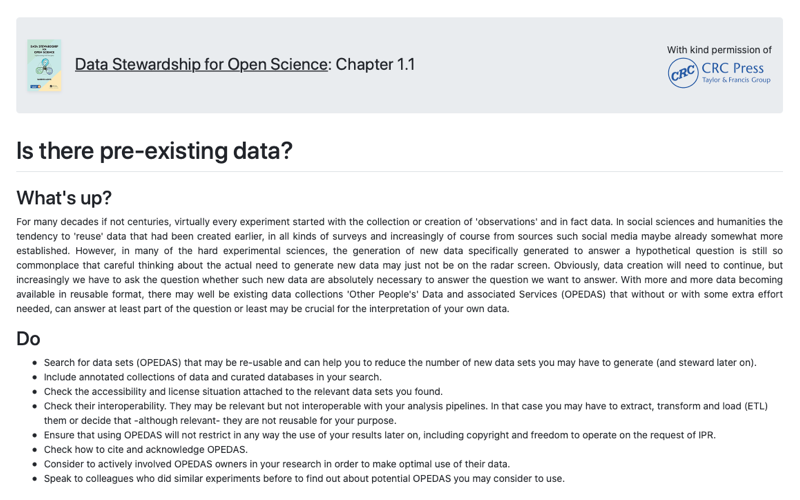 With kind permission of
DATA STEWARDSHIP
OPEN SCIENCE
Data Stewardship for Open Science: Chapter 1.1
CRC CRC Press
Taylor & Francis Group
Is there pre-existing data?
What's up?
For many decades if not centuries, virtually every experiment started with the collection or creation of 'observations' and in fact data. In social sciences and humanities the
tendency to 'reuse' data that had been created earlier, in all kinds of surveys and increasingly of course from sources such social media maybe already somewhat more
established. However, in many of the hard experimental sciences, the generation of new data specifically generated to answer a hypothetical question is still so
commonplace that careful thinking about the actual need to generate new data may just not be on the radar screen. Obviously, data creation will need to continue, but
increasingly we have to ask the question whether such new data are absolutely necessary to answer the question we want to answer. With more and more data becoming
available in reusable format, there may well be existing data collections 'Other People's' Data and associated Services (OPEDAS) that without or with some extra effort
needed, can answer at least part of the question or least may be crucial for the interpretation of your own data.
Do
• Search for data sets (OPEDAS) that may be re-usable and can help you to reduce the number of new data sets you may have to generate (and steward later on).
• Include annotated collections of data and curated databases in your search.
• Check the accessibility and license situation attached to the relevant data sets you found.
• Check their interoperability. They may be relevant but not interoperable with your analysis pipelines. In that case you may have to extract, transform and load (ETL)
them or decide that -although relevant- they are not reusable for your purpose.
• Ensure that using OPEDAS will not restrict in any way the use of your results later on, including copyright and freedom to operate on the request of IPR.
• Check how to cite and acknowledge OPEDAS.
• Consider to actively involved OPEDAS owners in your research in order to make optimal use of their data.
• Speak to colleagues who did similar experiments before to find out about potential OPEDAS you may consider to use.